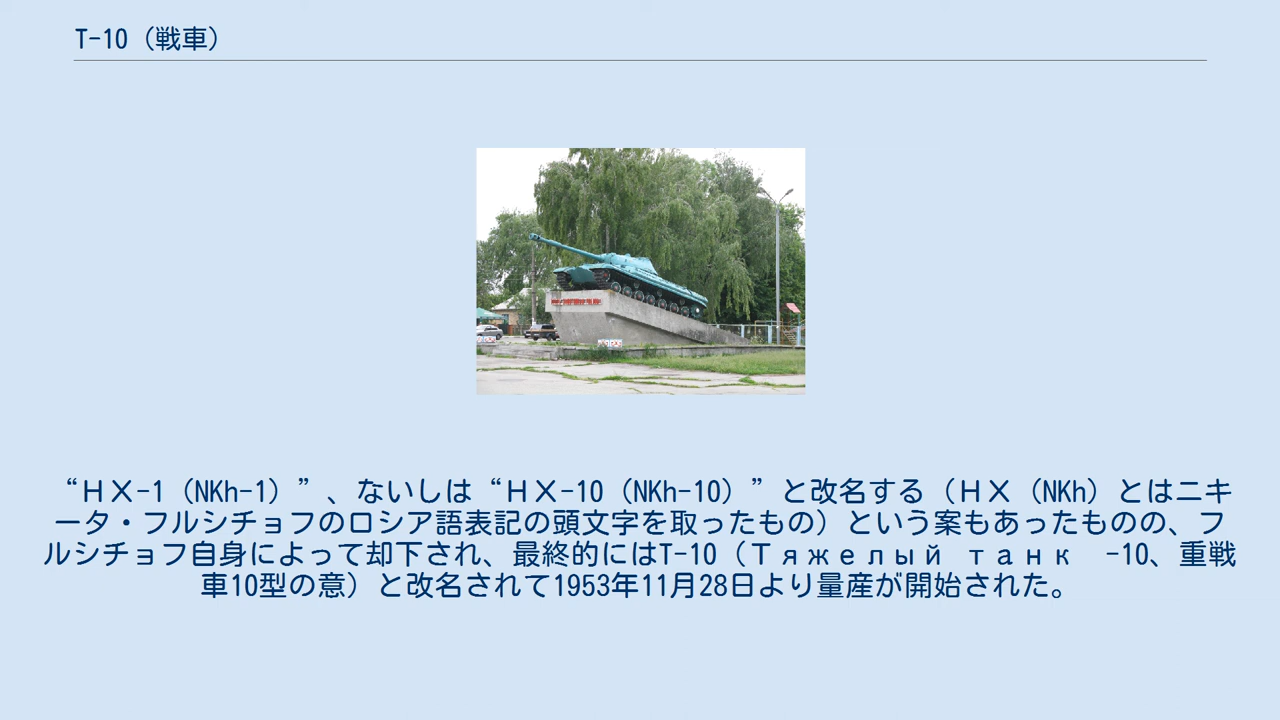 T-10（戦車）
“ＨＸ-1（NKh-1）”、ないしは“ＨＸ-10（NKh-10）”と改名する（ＨＸ（NKh）とはニキ
ータ・フルシチョフのロシア語表記の頭文字を取ったもの）という案もあったものの、フ
ルシチョフ自身によって却下され、最終的にはT-10（Ｔяжелый танк　-10、重戦
車10型の意）と改名されて1953年11月28日より量産が開始された。